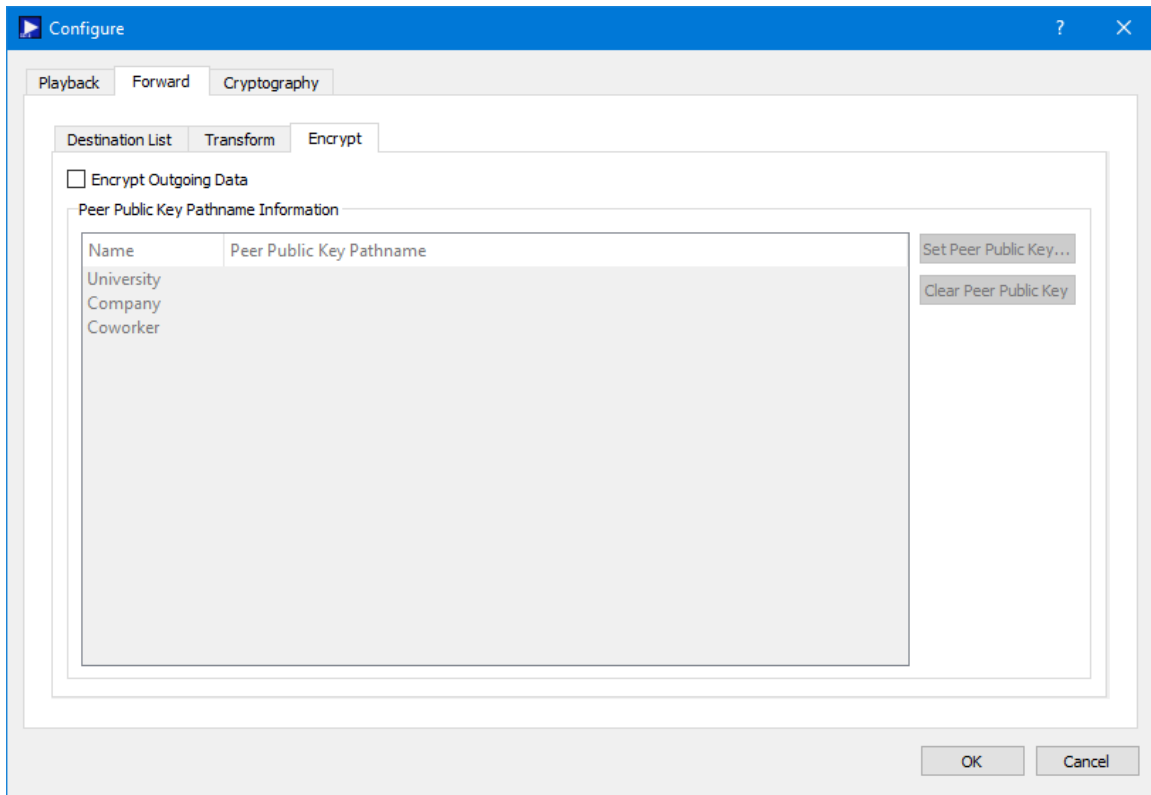 Configure
Playback Forward Cryptography
Destination List Transform Encrypt
Encrypt Outgoing Data
Peer Public Key Pathname Information
Name Peer Public Key Pathname
University
Company
Coworker
Set Peer Public Key...
Clear Peer Public Key
OK Cancel